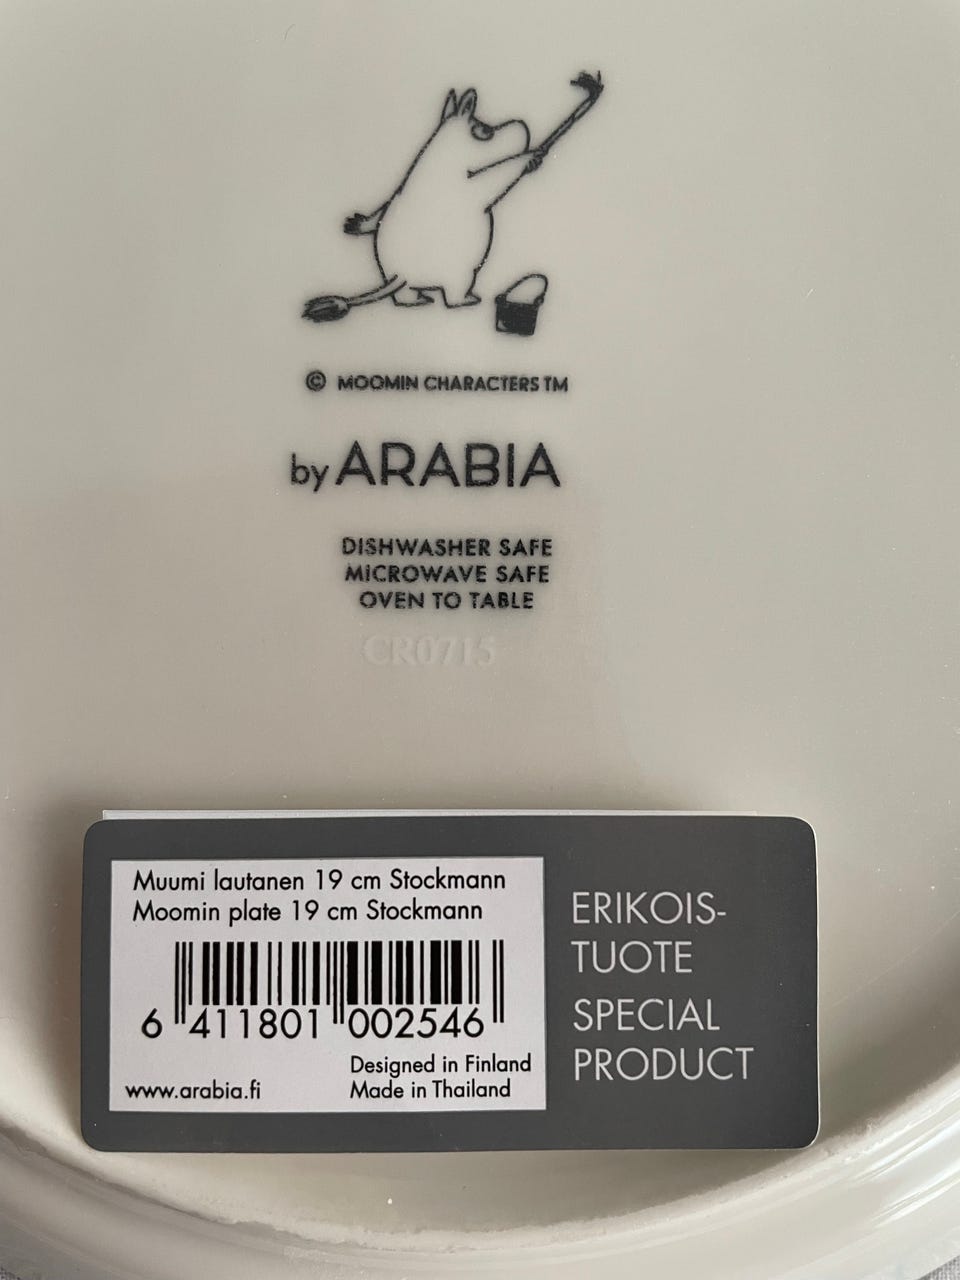 © MOOMIN CHARACTERS TM
by ARABIA
DISHWASHER SAFE
MICROWAVE SAFE
OVEN TO TABLE
CR0715
Muumi lautanen 19 cm Stockmann
Moomin plate 19 cm Stockmann
6 411801 002546
Designed in Finland
www.arabia.fi Made in Thailand
ERIKOIS-
TUOTE
SPECIAL
PRODUCT